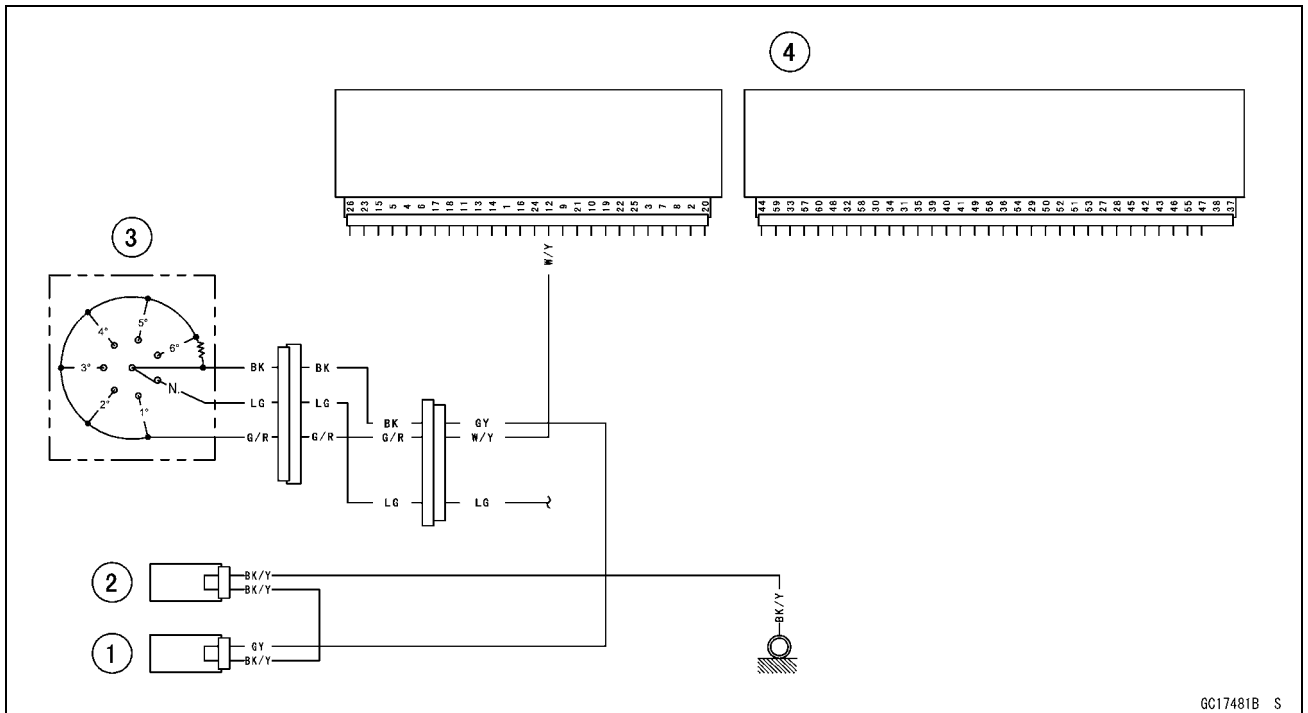 4
26 23 15 5 4 6 17 18 11 13 14 1 16 24 12 9 21 10 19 22 25 3 7 8 2 20
44 59 33 57 60 48 32 58 30 34 31 35 39 40 41 49 56 36 54 29 50 52 51 53 27 28 45 42 43 46 55 47 38 37
W/Y
3
5°
4°
6°
3°
N.
2°
1°
BK BK
LG LG
G/R G/R
BK GY
G/R W/Y
LG LG
2
BK/Y
BK/Y
BK/Y
1
GY
BK/Y
GC17481B S